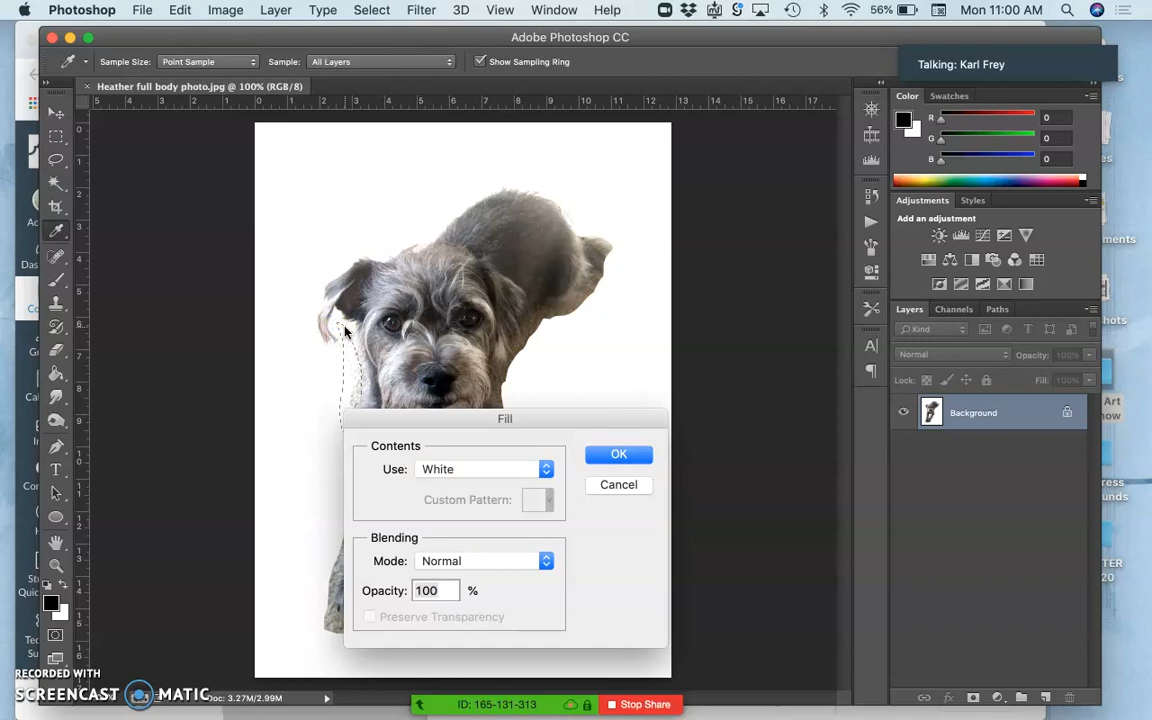 Photoshop File Edit Image Layer Type Select Filter 3D View Window Help 56% Mon 11:00 AM
Adobe Photoshop CC
Sample Size: Point Sample Sample: All Layers Show Sampling Ring
Talking: Karl Frey
Heather full body photo.jpg @ 100% (RGB/8)
Color Swatches
R 0
G 0
B 0
Adjustments Styles
Add an adjustment
Layers Channels Paths
Kind
Normal Opacity: 100%
Lock: Fill: 100%
Background
Fill
Contents
Use: White
Custom Pattern:
OK
Cancel
Blending
Mode: Normal
Opacity: 100 %
Preserve Transparency
Doc: 3.27M/2.99M
ID: 165-131-313 Stop Share
RECORDED WITH
SCREENCAST MATIC